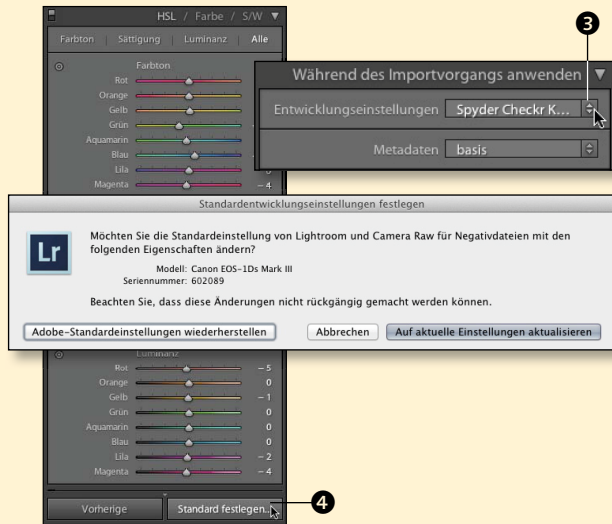 HSL / Farbe / S/W
Farbton | Sättigung | Luminanz | Alle
Farbton
Rot
Orange
Gelb
Grün
Aquamarin
Blau
Lila
Magenta - 4
3
Während des Importvorgangs anwenden
Entwicklungseinstellungen Spyder Checkr K...
Metadaten basis
Standardentwicklungseinstellungen festlegen
Lr
Möchten Sie die Standardeinstellung von Lightroom und Camera Raw für Negativdateien mit den
folgenden Eigenschaften ändern?
Modell: Canon EOS-1Ds Mark III
Seriennummer: 602089
Beachten Sie, dass diese Änderungen nicht rückgängig gemacht werden können.
Adobe-Standardeinstellungen wiederherstellen Abbrechen Auf aktuelle Einstellungen aktualisieren
Luminanz
Rot - 5
Orange 0
Gelb - 1
Grün 0
Aquamarin 0
Blau 0
Lila - 2
Magenta - 4
Vorherige Standard festlegen...
4